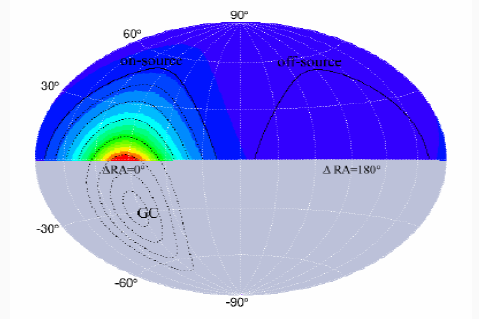 90°
60°
on-source
off-source
30°
ΔRA=0°
Δ RA=180°
GC
-30°
-60°
-90°